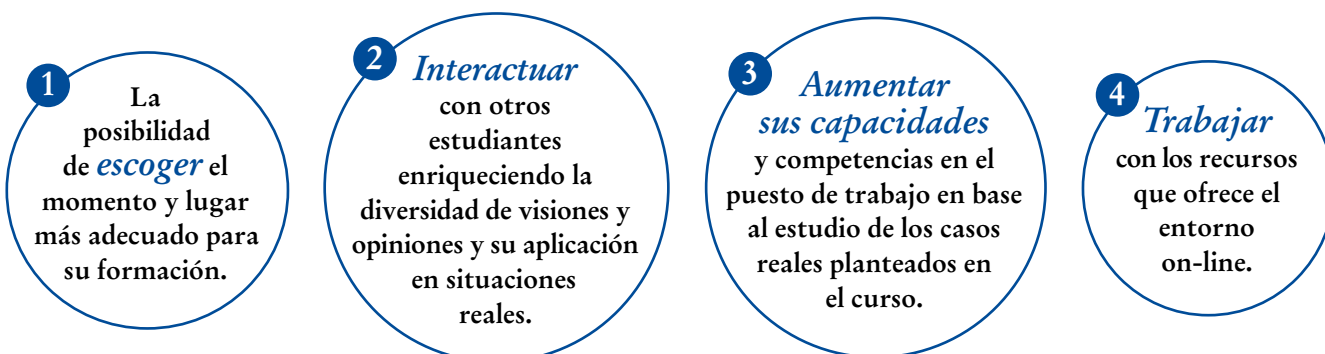 1
La
posibilidad
de escoger el
momento y lugar
más adecuado para
su formación.
2
Interactuar
con otros
estudiantes
enriqueciendo la
diversidad de visiones y
opiniones y su aplicación
en situaciones
reales.
3
Aumentar
sus capacidades
y competencias en el
puesto de trabajo en base
al estudio de los casos
reales planteados en
el curso.
4
Trabajar
con los recursos
que ofrece el
entorno
on-line.